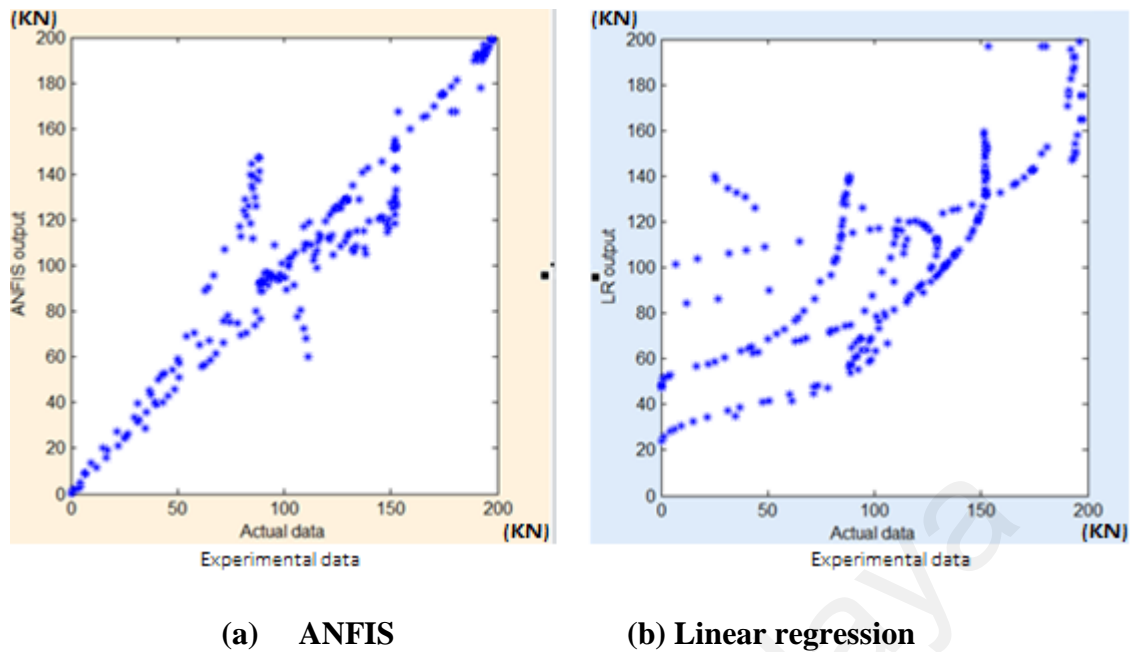 (KN)
200
180
160
140
120
100
80
60
40
20
0
ANFIS output
0 50 100 150 200
Actual data (KN)
Experimental data
(KN)
200
180
160
140
120
100
80
60
40
20
0
LR output
0 50 100 150 200
Actual data (KN)
Experimental data
(a) ANFIS
(b) Linear regression
aya